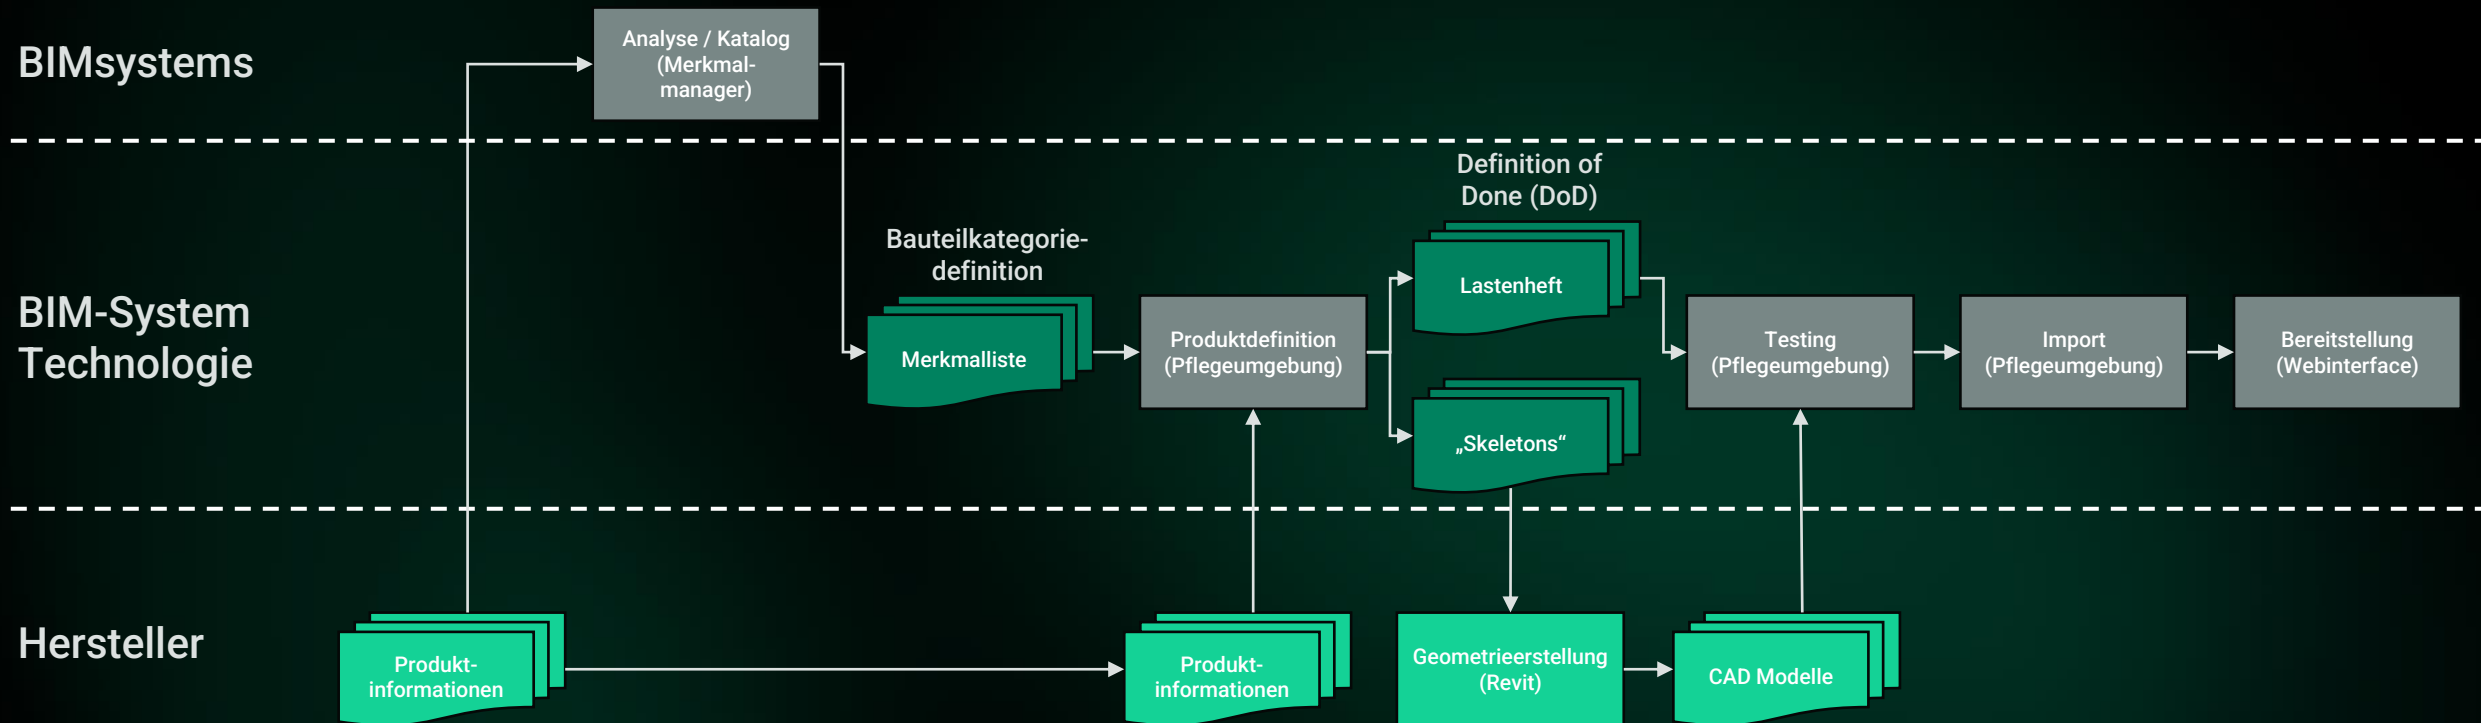 BIMsystems
Analyse / Katalog
(Merkmal-
manager)
BIM-System
Technologie
Bauteilkategorie-
definition
Merkmalliste
Produktdefinition
(Pflegeumgebung)
Definition of
Done (DoD)
Lastenheft
„Skeletons“
Testing
(Pflegeumgebung)
Import
(Pflegeumgebung)
Bereitstellung
(Webinterface)
Hersteller
Produkt-
informationen
Produkt-
informationen
Geometrieerstellung
(Revit)
CAD Modelle